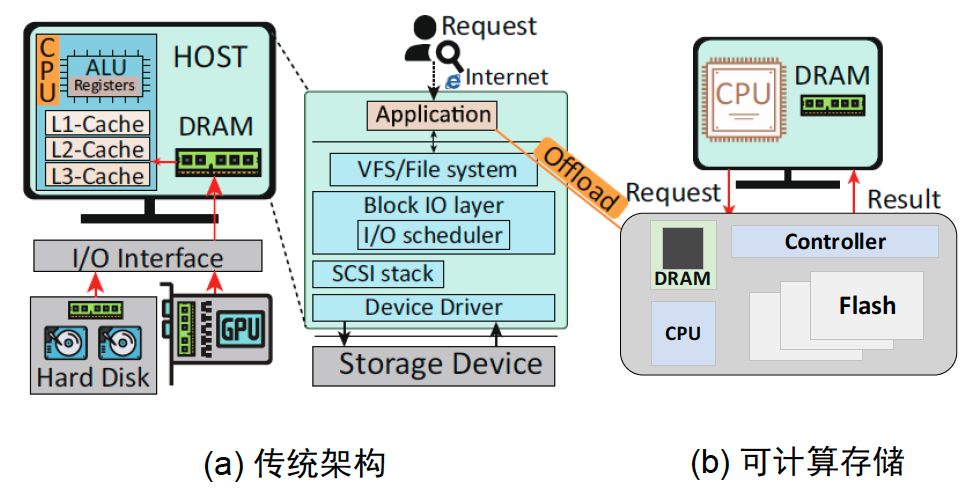 CPU
ALU
Registers
L1-Cache
L2-Cache
L3-Cache
HOST
DRAM
I/O Interface
Hard Disk
GPU
Request
Internet
Application
VFS/File system
Block IO layer
I/O scheduler
SCSI stack
Device Driver
Storage Device
Offload
CPU
DRAM
Request
Result
DRAM
Controller
CPU
Flash
(a) 传统架构
(b) 可计算存储